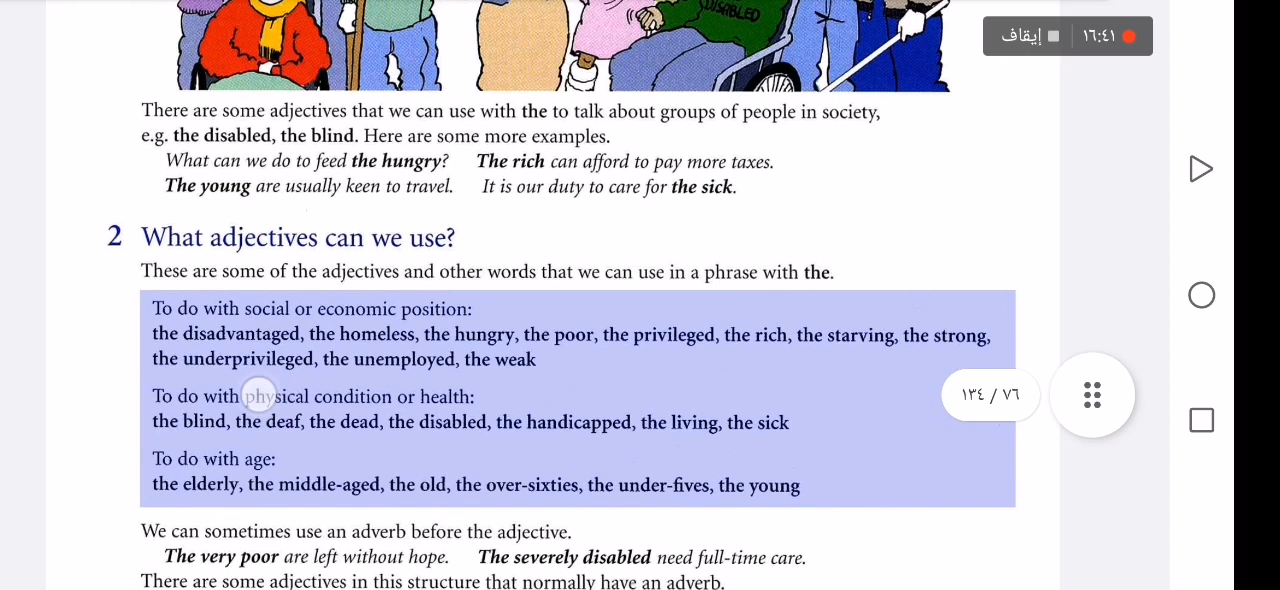 DISABLED
إيقاف ١٦:٤١
There are some adjectives that we can use with the to talk about groups of people in society,
e.g. the disabled, the blind. Here are some more examples.
What can we do to feed the hungry? The rich can afford to pay more taxes.
The young are usually keen to travel. It is our duty to care for the sick.
2 What adjectives can we use?
These are some of the adjectives and other words that we can use in a phrase with the.
To do with social or economic position:
the disadvantaged, the homeless, the hungry, the poor, the privileged, the rich, the starving, the strong,
the underprivileged, the unemployed, the weak
To do with physical condition or health:
١٣٤ / ٧٦
the blind, the deaf, the dead, the disabled, the handicapped, the living, the sick
To do with age:
the elderly, the middle-aged, the old, the over-sixties, the under-fives, the young
We can sometimes use an adverb before the adjective.
The very poor are left without hope. The severely disabled need full-time care.
There are some adjectives in this structure that normally have an adverb.